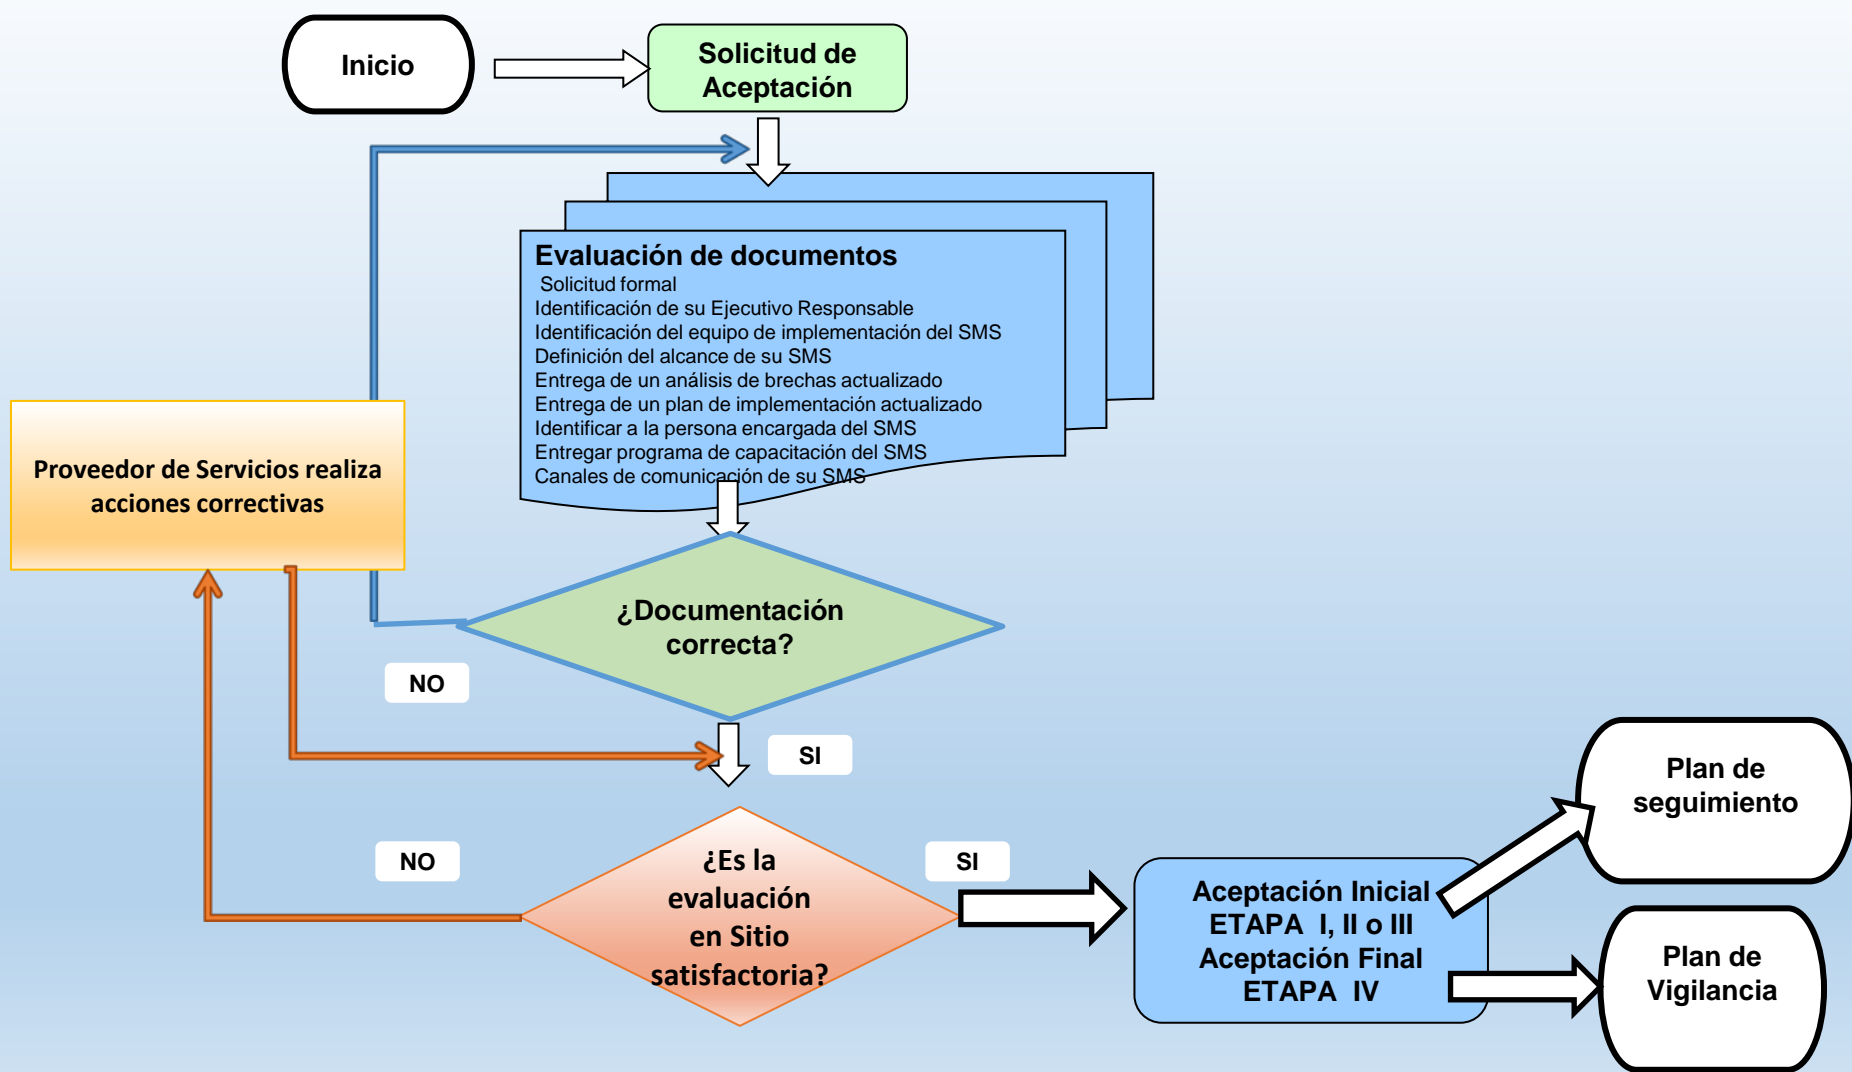 Inicio
Solicitud de
Aceptación
Evaluación de documentos
Solicitud formal
Identificación de su Ejecutivo Responsable
Identificación del equipo de implementación del SMS
Definición del alcance de su SMS
Entrega de un análisis de brechas actualizado
Entrega de un plan de implementación actualizado
Identificar a la persona encargada del SMS
Entregar programa de capacitación del SMS
Canales de comunicación de su SMS
Proveedor de Servicios realiza
acciones correctivas
¿Documentación
correcta?
NO
SI
¿Es la
evaluación
en Sitio
satisfactoria?
NO
SI
Aceptación Inicial
ETAPA I, II o III
Aceptación Final
ETAPA IV
Plan de
seguimiento
Plan de
Vigilancia